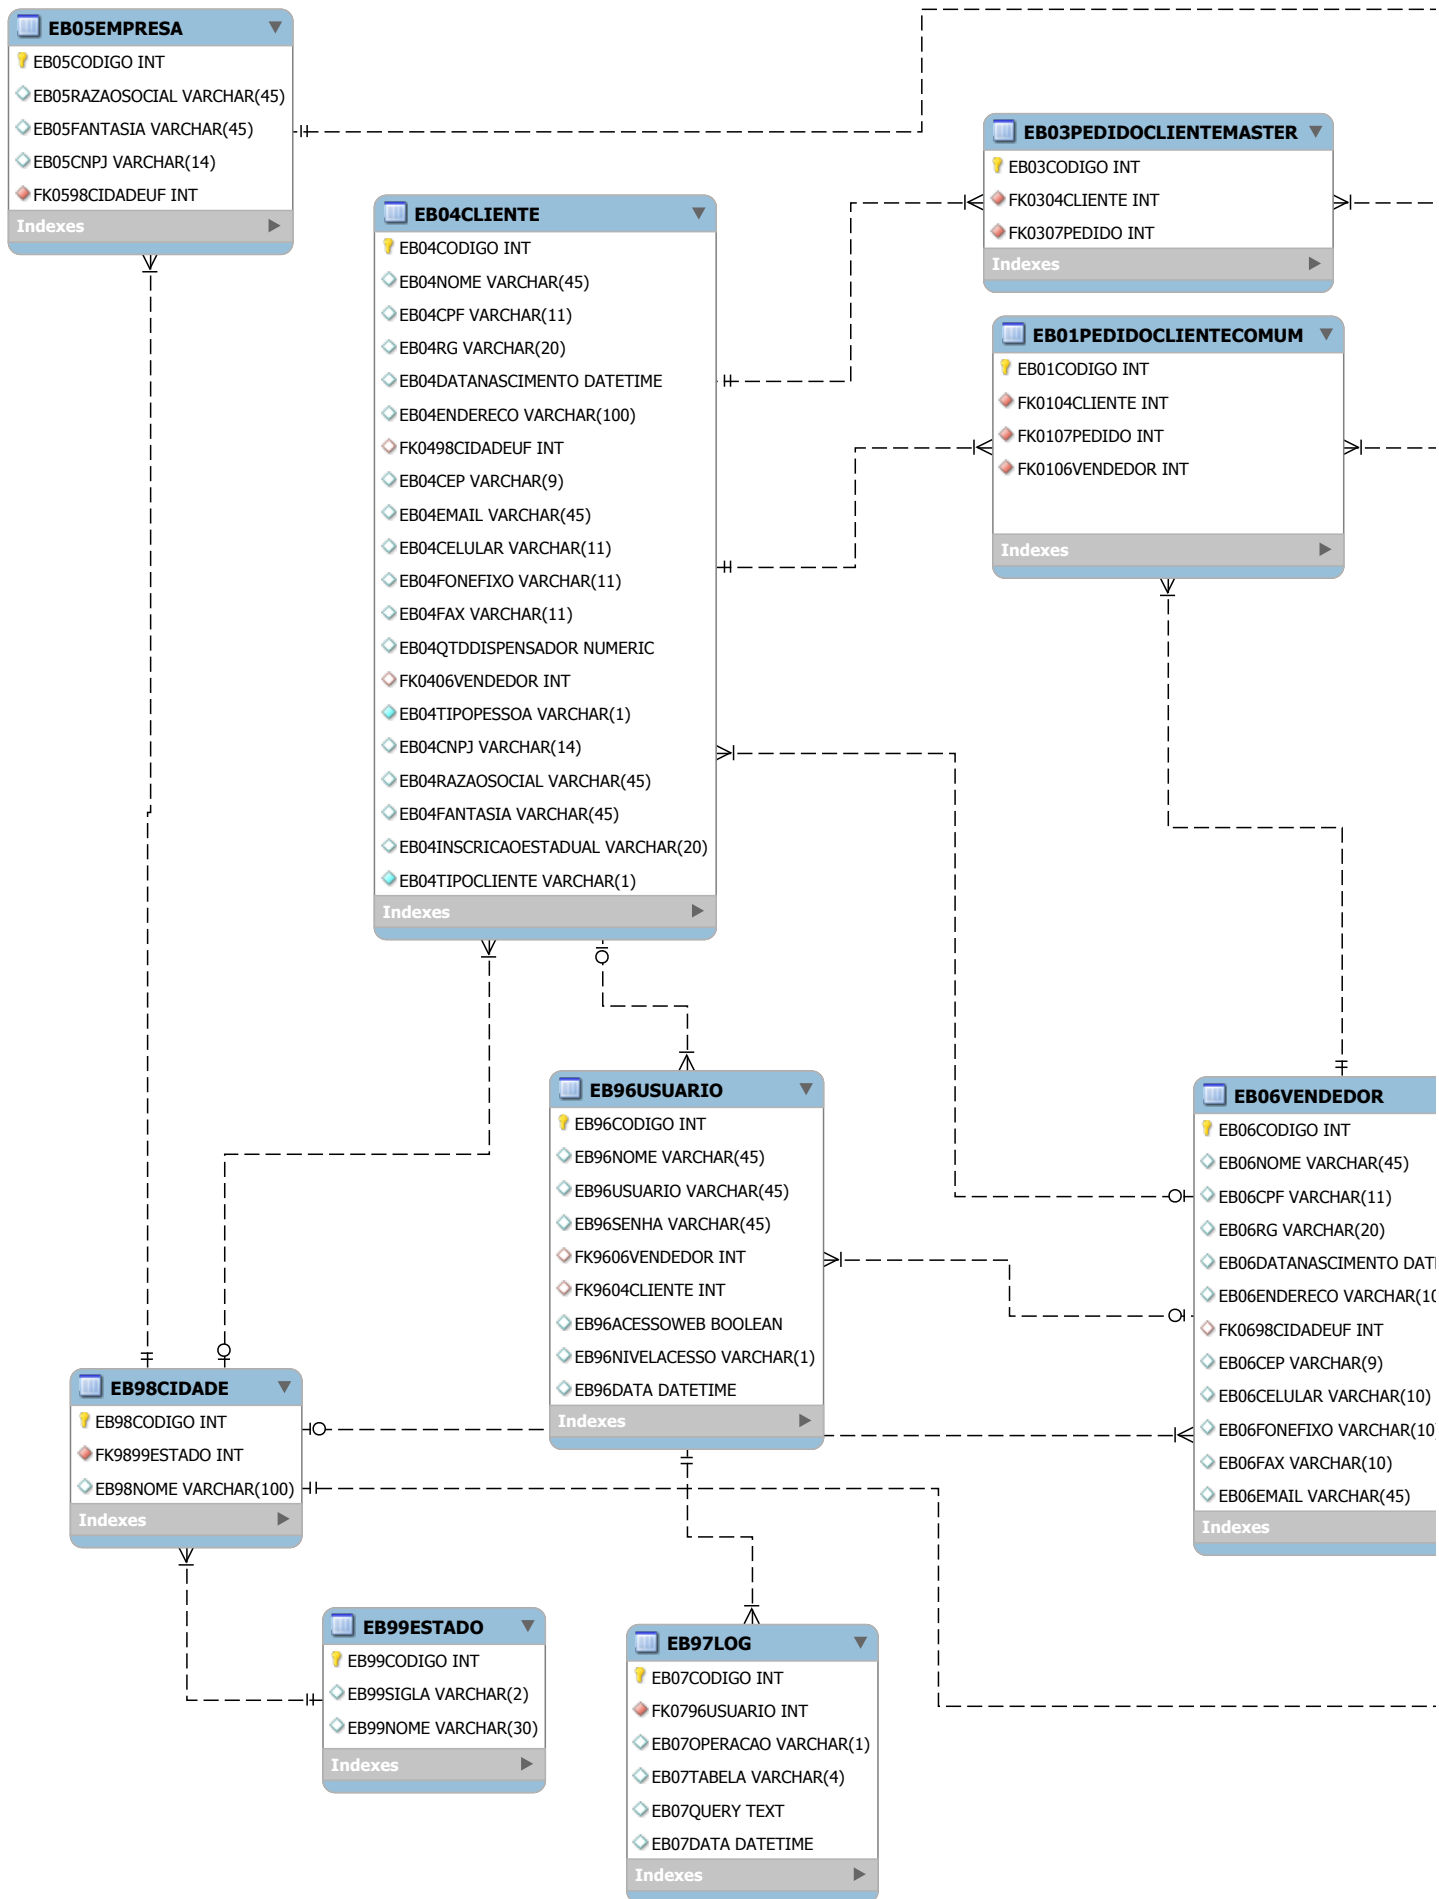 EB05EMPRESA
EB05CODIGO INT
EB05RAZAOSOCIAL VARCHAR(45)
EB05FANTASIA VARCHAR(45)
EB05CNPJ VARCHAR(14)
FK0598CIDADEUF INT
Indexes
EB03PEDIDOCLIENTEMASTER
EB03CODIGO INT
FK0304CLIENTE INT
FK0307PEDIDO INT
Indexes
EB04CLIENTE
EB04CODIGO INT
EB04NOME VARCHAR(45)
EB04CPF VARCHAR(11)
EB04RG VARCHAR(20)
EB04DATANASCIMENTO DATETIME
EB04ENDERECO VARCHAR(100)
FK0498CIDADEUF INT
EB04CEP VARCHAR(9)
EB04EMAIL VARCHAR(45)
EB04CELULAR VARCHAR(11)
EB04FONEFIXO VARCHAR(11)
EB04FAX VARCHAR(11)
EB04QTDDISPENSADOR NUMERIC
FK0406VENDEDOR INT
EB04TIPOPESSOA VARCHAR(1)
EB04CNPJ VARCHAR(14)
EB04RAZAOSOCIAL VARCHAR(45)
EB04FANTASIA VARCHAR(45)
EB04INSCRICAOESTADUAL VARCHAR(20)
EB04TIPOCLIENTE VARCHAR(1)
Indexes
EB01PEDIDOCLIENTECOMUM
EB01CODIGO INT
FK0104CLIENTE INT
FK0107PEDIDO INT
FK0106VENDEDOR INT
Indexes
EB96USUARIO
EB96CODIGO INT
EB96NOME VARCHAR(45)
EB96USUARIO VARCHAR(45)
EB96SENHA VARCHAR(45)
FK9606VENDEDOR INT
FK9604CLIENTE INT
EB96ACESSOWEB BOOLEAN
EB96NIVELACESSO VARCHAR(1)
EB96DATA DATETIME
Indexes
EB06VENDEDOR
EB06CODIGO INT
EB06NOME VARCHAR(45)
EB06CPF VARCHAR(11)
EB06RG VARCHAR(20)
EB06DATANASCIMENTO DAT
EB06ENDERECO VARCHAR(10
FK0698CIDADEUF INT
EB06CEP VARCHAR(9)
EB06CELULAR VARCHAR(10)
EB06FONEFIXO VARCHAR(10)
EB06FAX VARCHAR(10)
EB06EMAIL VARCHAR(45)
Indexes
EB98CIDADE
EB98CODIGO INT
FK9899ESTADO INT
EB98NOME VARCHAR(100)
Indexes
EB99ESTADO
EB99CODIGO INT
EB99SIGLA VARCHAR(2)
EB99NOME VARCHAR(30)
Indexes
EB97LOG
EB07CODIGO INT
FK0796USUARIO INT
EB07OPERACAO VARCHAR(1)
EB07TABELA VARCHAR(4)
EB07QUERY TEXT
EB07DATA DATETIME
Indexes